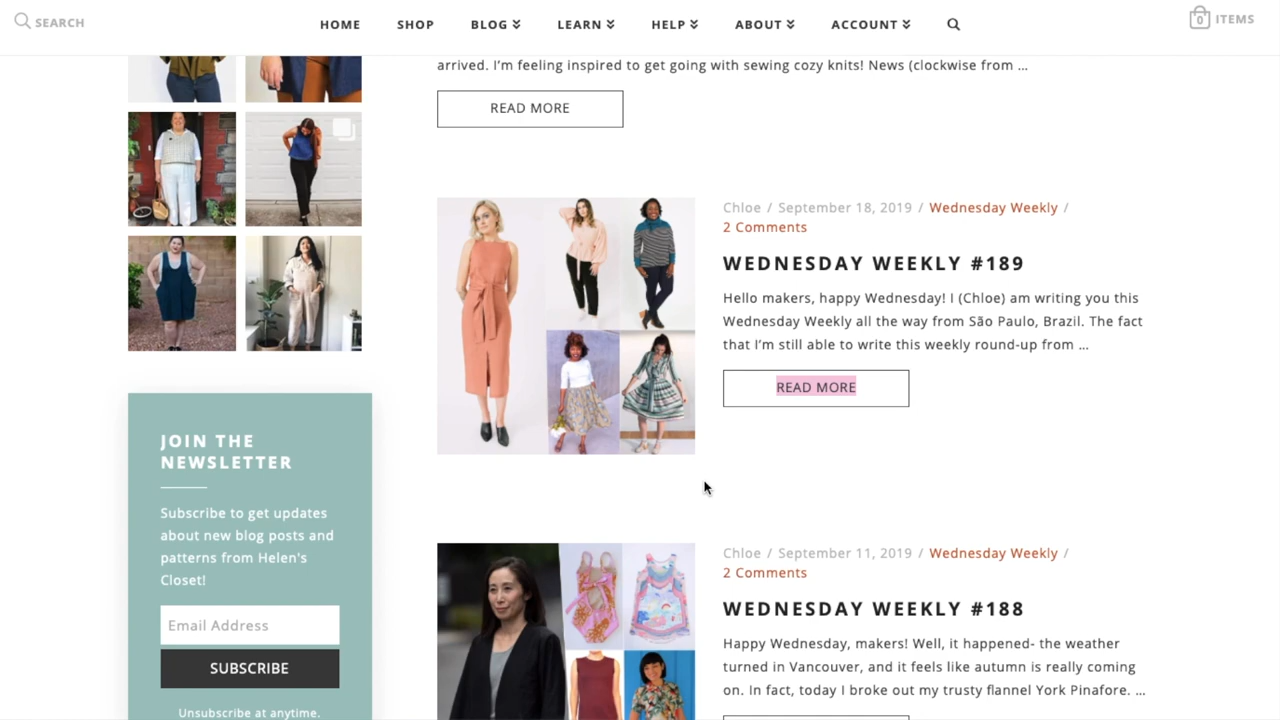 SEARCH
HOME SHOP BLOG LEARN HELP ABOUT ACCOUNT
0 ITEMS
arrived. I'm feeling inspired to get going with sewing cozy knits! News (clockwise from …
READ MORE
Chloe / September 18, 2019 / Wednesday Weekly /
2 Comments
WEDNESDAY WEEKLY #189
Hello makers, happy Wednesday! I (Chloe) am writing you this
Wednesday Weekly all the way from São Paulo, Brazil. The fact
that I'm still able to write this weekly round-up from …
READ MORE
JOIN THE
NEWSLETTER
Subscribe to get updates
about new blog posts and
patterns from Helen's
Closet!
Email Address
SUBSCRIBE
Unsubscribe at anytime.
Chloe / September 11, 2019 / Wednesday Weekly /
2 Comments
WEDNESDAY WEEKLY #188
Happy Wednesday, makers! Well, it happened- the weather
turned in Vancouver, and it feels like autumn is really coming
on. In fact, today I broke out my trusty flannel York Pinafore. …